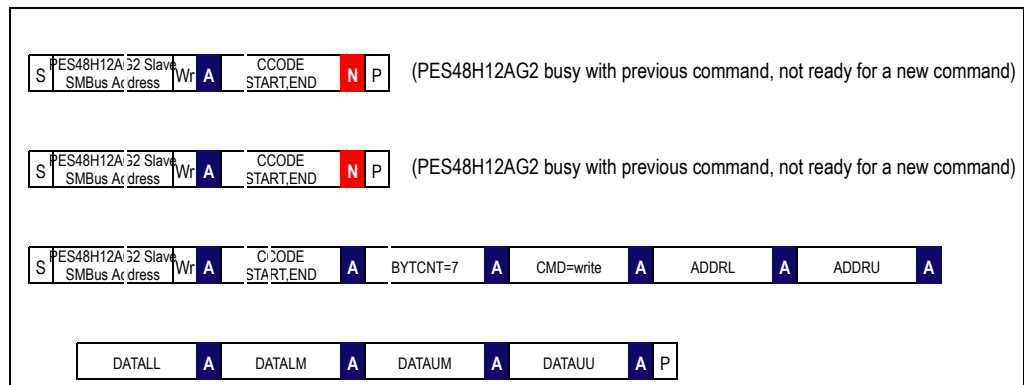 S PES48H12AG2 Slave SMBus Address Wr A CCODE START,END N P (PES48H12AG2 busy with previous command, not ready for a new command)
S PES48H12AG2 Slave SMBus Address Wr A CCODE START,END N P (PES48H12AG2 busy with previous command, not ready for a new command)
S PES48H12AG2 Slave SMBus Address Wr A CCODE START,END A BYTCNT=7 A CMD=write A ADDRL A ADDRU A
DATALL A DATALM A DATAUM A DATAUU A P